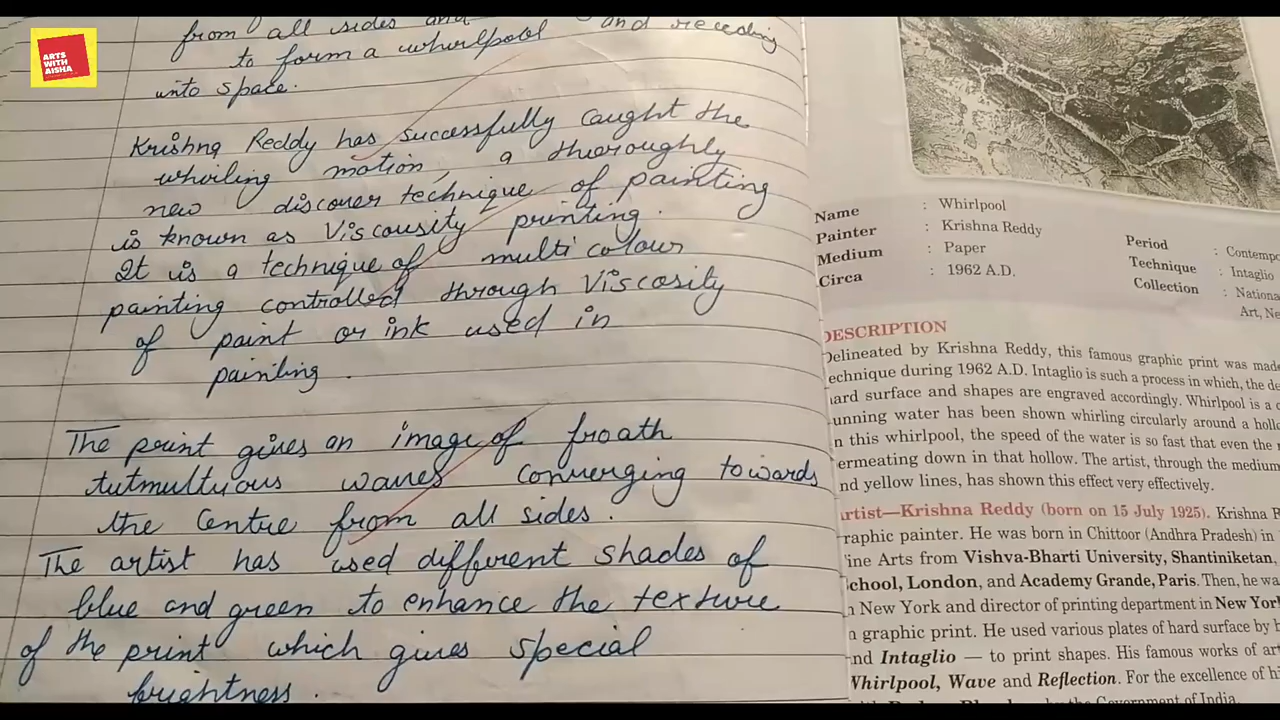 ARTS
WITH
AISHA
from all sides and
to form a whirlpool and receding
into space.
Krishna Reddy has successfully caught the
whirling motion, a thoroughly
new discover technique of painting
is known as Viscousity printing.
It is a technique of multi colour
painting controlled through Viscosity
of paint or ink used in
painting.
The print gives an image of froath
tutmultuous waves converging towards
the Centre from all sides.
The artist has used different shades of
blue and green to enhance the texture
of the print which gives special
brightness.
Name : Whirlpool
Painter : Krishna Reddy
Medium : Paper
Circa : 1962 A.D.
Period : Contempo
Technique : Intaglio
Collection : Nationa
Art, Ne
DESCRIPTION
Delineated by Krishna Reddy, this famous graphic print was made
echnique during 1962 A.D. Intaglio is such a process in which, the de
ard surface and shapes are engraved accordingly. Whirlpool is a
unning water has been shown whirling circularly around a hollo
n this whirlpool, the speed of the water is so fast that even the
ermeating down in that hollow. The artist, through the medium
nd yellow lines, has shown this effect very effectively.
Artist—Krishna Reddy (born on 15 July 1925). Krishna R
raphic painter. He was born in Chittoor (Andhra Pradesh) in
ine Arts from Vishva-Bharti University, Shantiniketan,
chool, London, and Academy Grande, Paris. Then, he wa
n New York and director of printing department in New York
n graphic print. He used various plates of hard surface by h
nd Intaglio — to print shapes. His famous works of art
Whirlpool, Wave and Reflection. For the excellence of hi
by the Government of India.